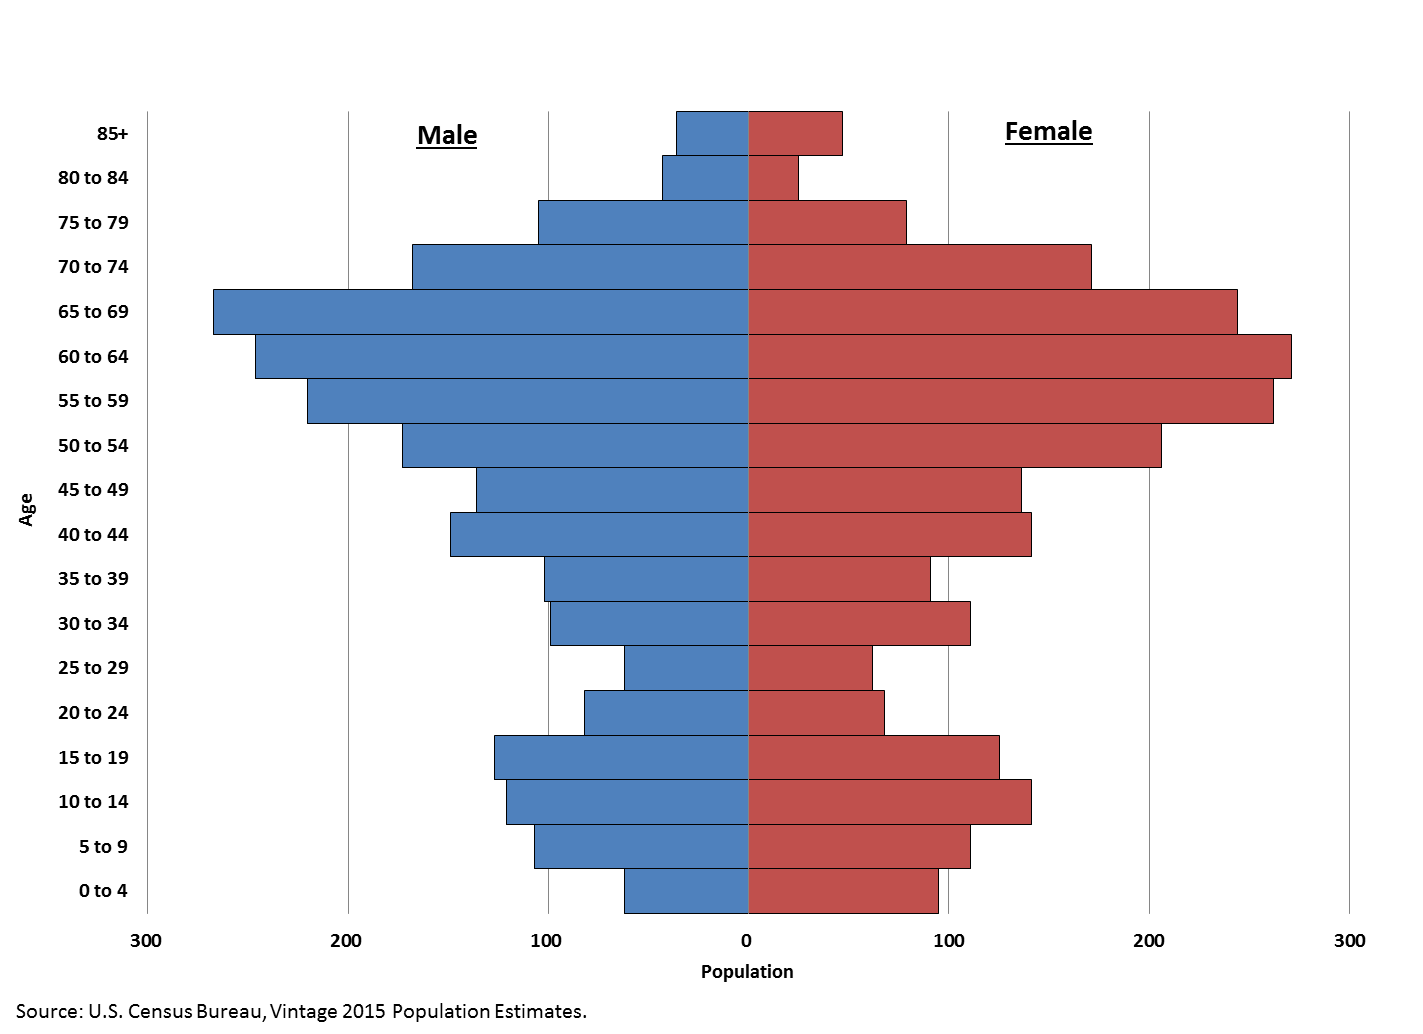 Male
Female
85+
80 to 84
75 to 79
70 to 74
65 to 69
60 to 64
55 to 59
50 to 54
45 to 49
40 to 44
35 to 39
30 to 34
25 to 29
20 to 24
15 to 19
10 to 14
5 to 9
0 to 4
Age
300 200 100 0 100 200 300
Population
Source: U.S. Census Bureau, Vintage 2015 Population Estimates.